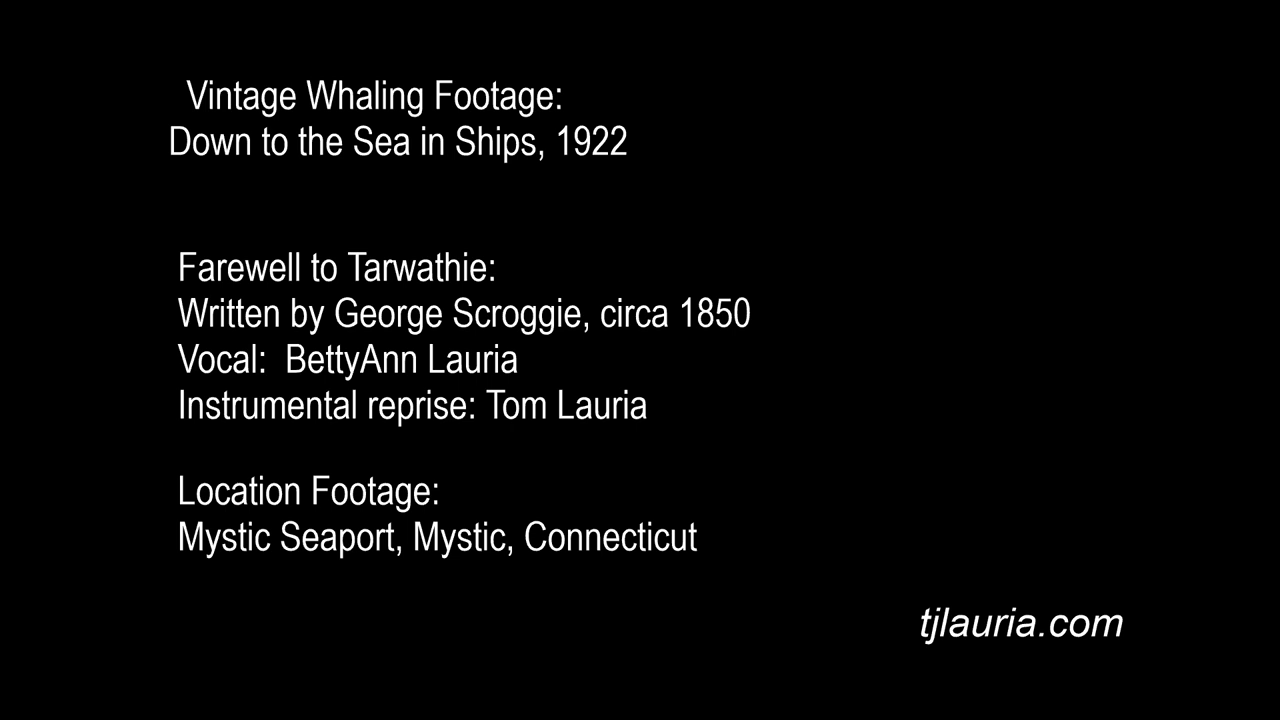 Vintage Whaling Footage:
Down to the Sea in Ships, 1922
Farewell to Tarwathie:
Written by George Scroggie, circa 1850
Vocal:  BettyAnn Lauria
Instrumental reprise: Tom Lauria
Location Footage:
Mystic Seaport, Mystic, Connecticut
tjlauria.com